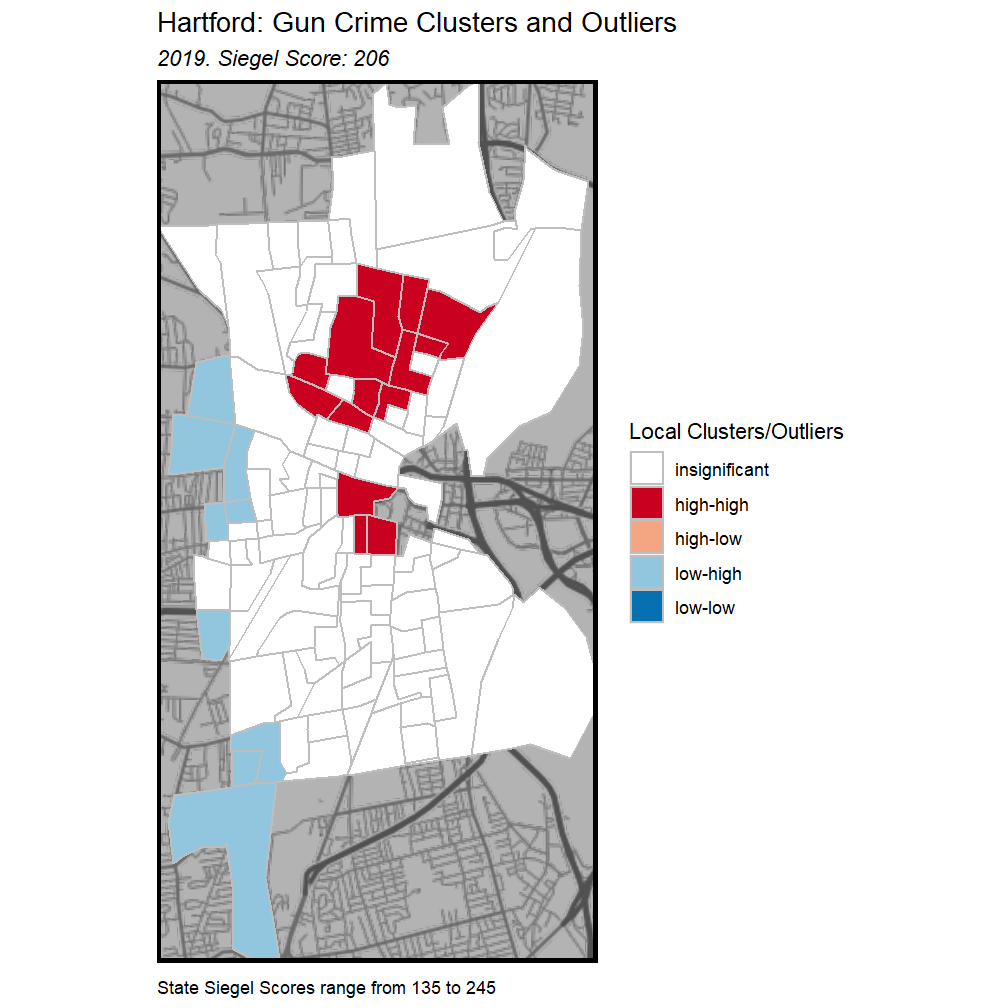 Hartford: Gun Crime Clusters and Outliers
2019. Siegel Score: 206
Local Clusters/Outliers
insignificant
high-high
high-low
low-high
low-low
State Siegel Scores range from 135 to 245